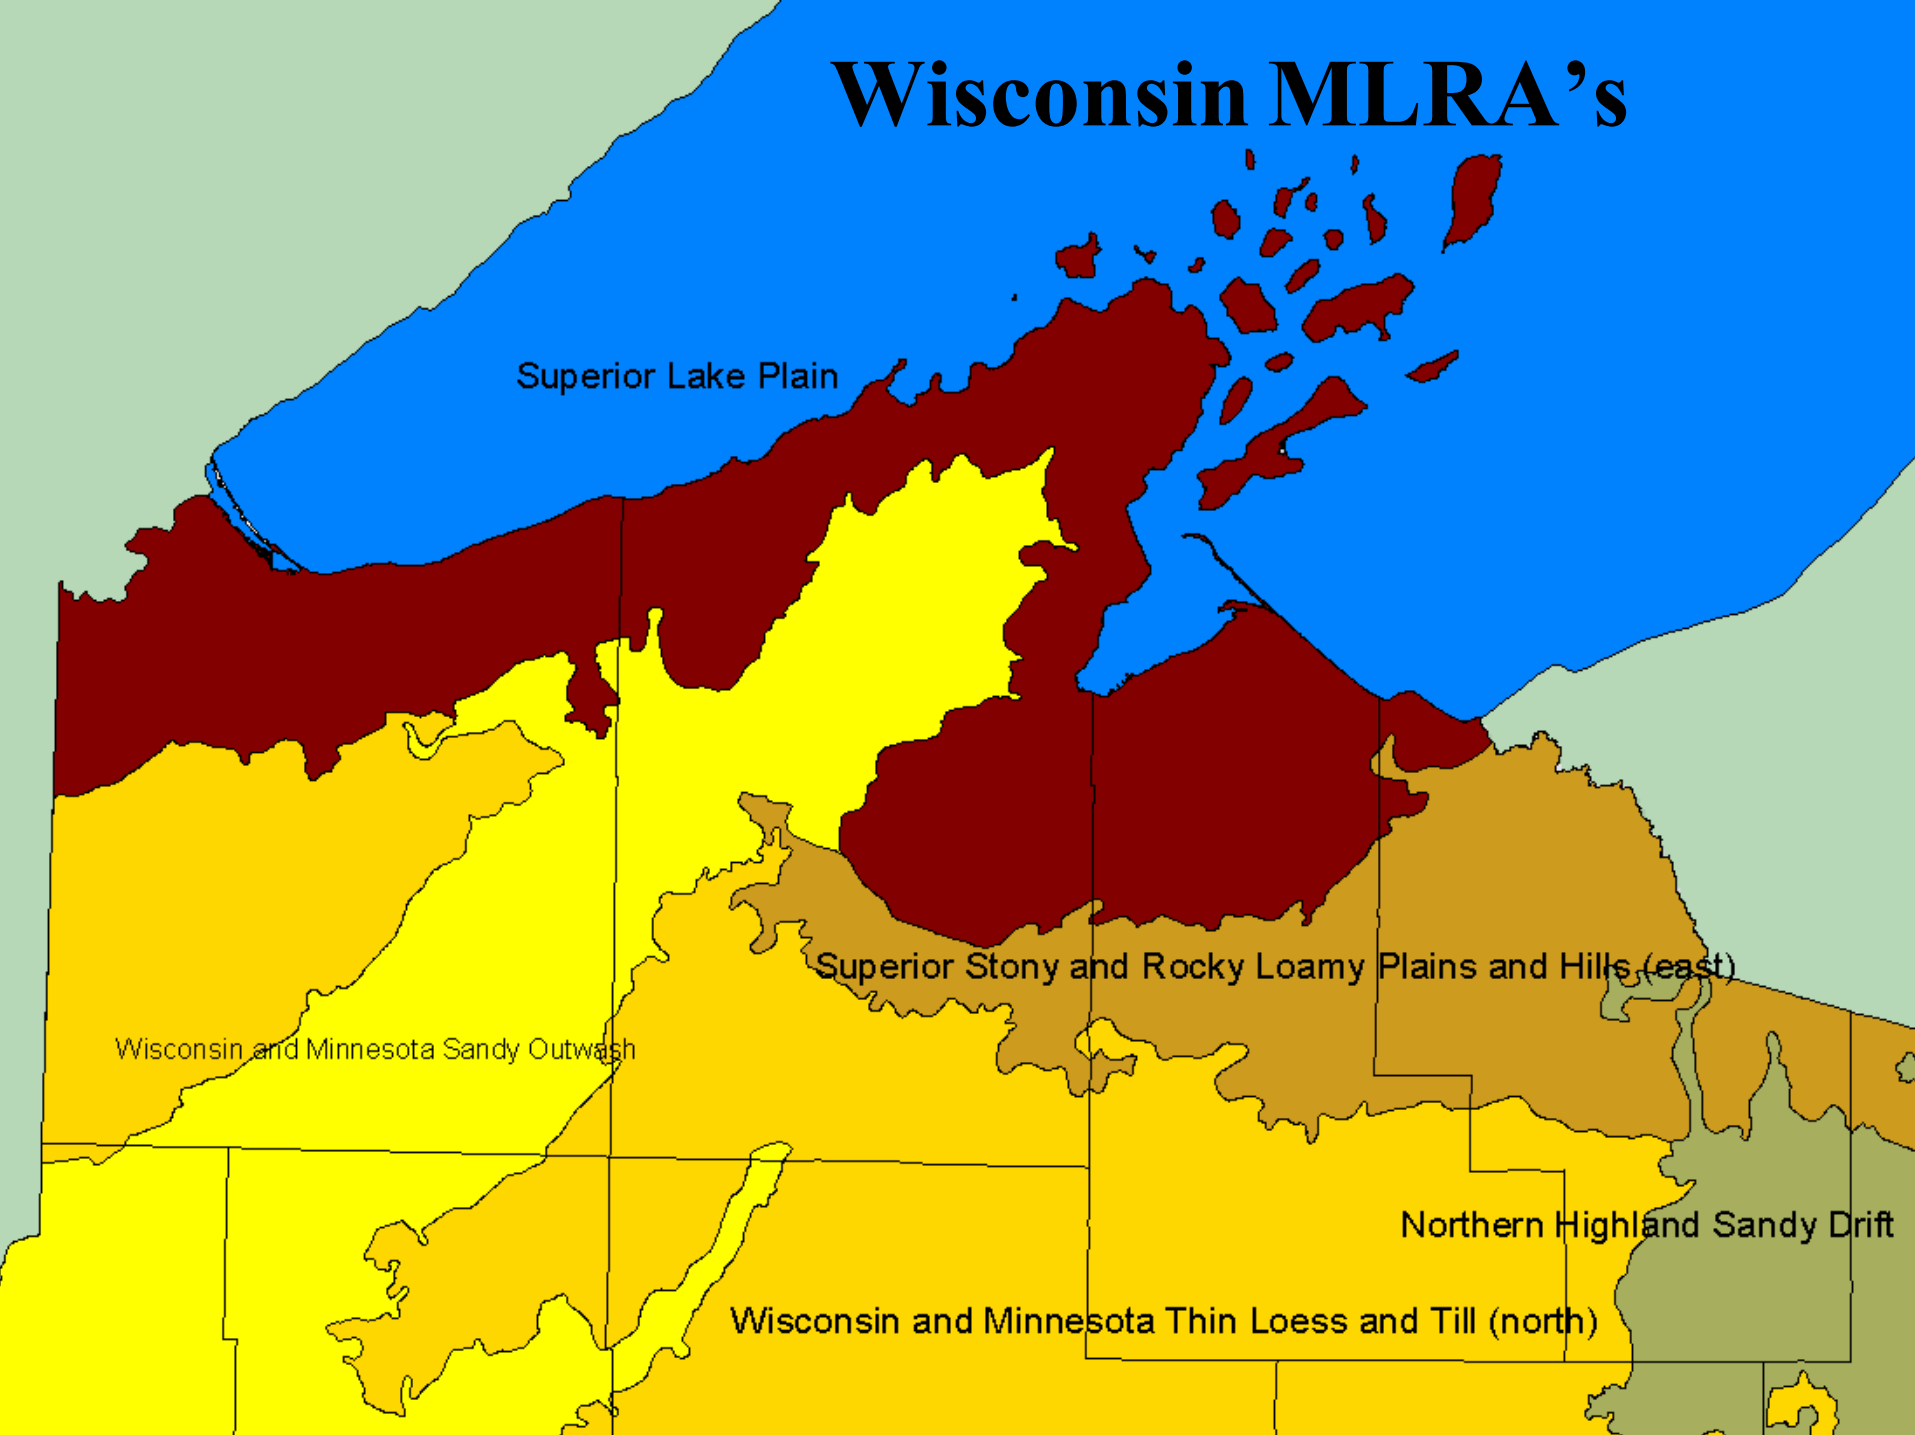 Wisconsin MLRA’s
Superior Lake Plain
Superior Stony and Rocky Loamy Plains and Hills (east)
Wisconsin and Minnesota Sandy Outwash
Northern Highland Sandy Drift
Wisconsin and Minnesota Thin Loess and Till (north)